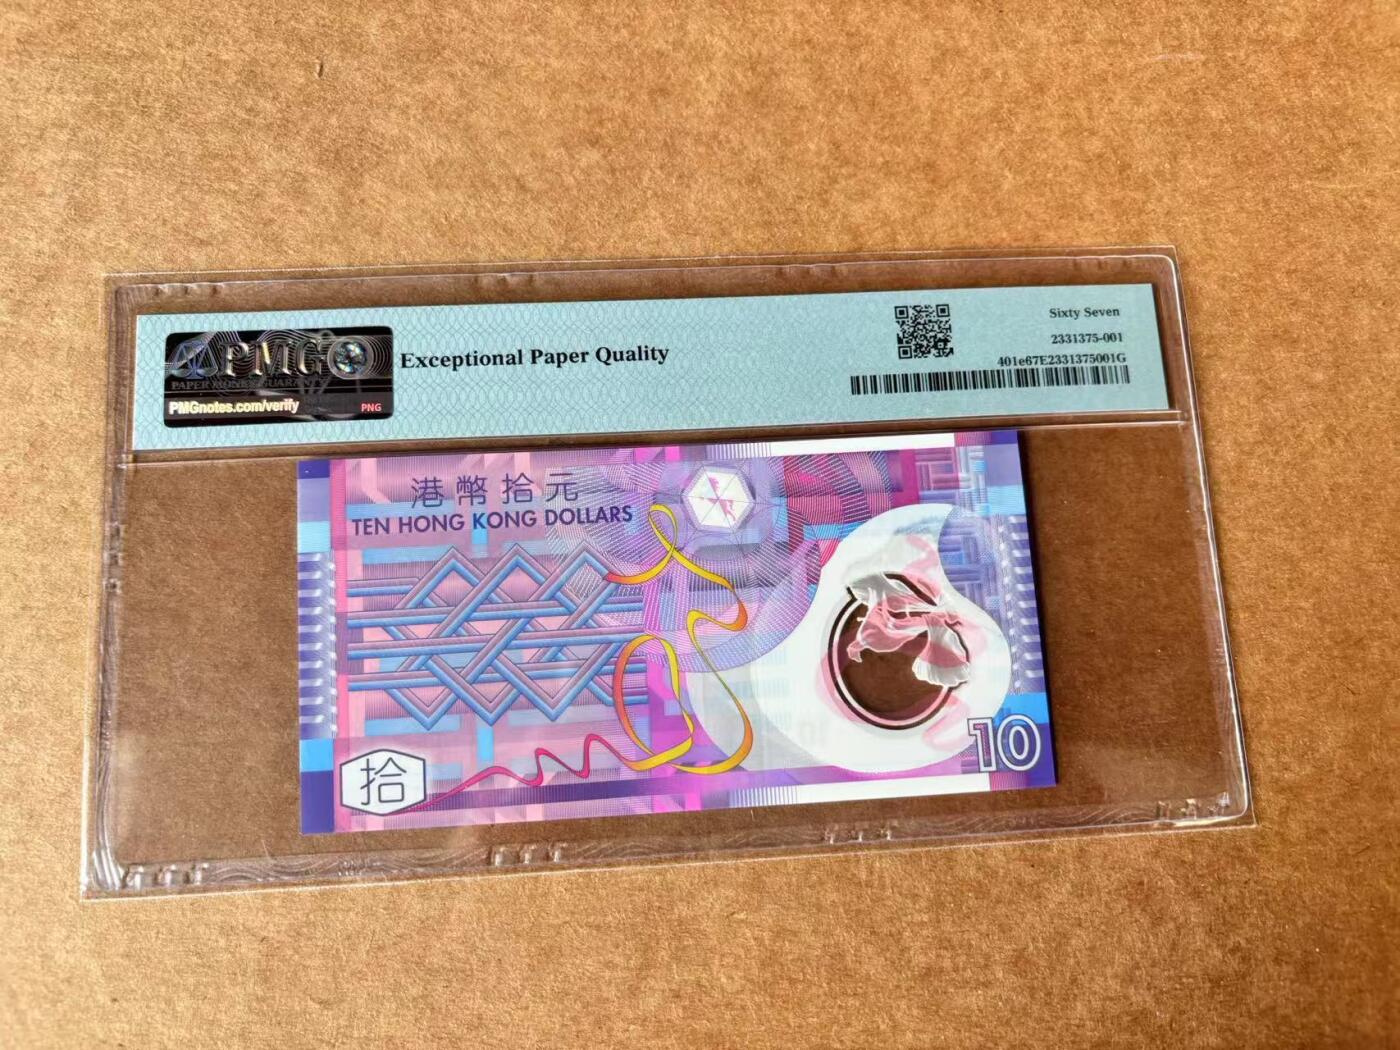 PMG
PAPER MONEY GUARANTY
PMGnotes.com/verify
PNG
Exceptional Paper Quality
Sixty Seven
2331375-001
401e67E2331375001G
港幣拾元
TEN HONG KONG DOLLARS
拾
10